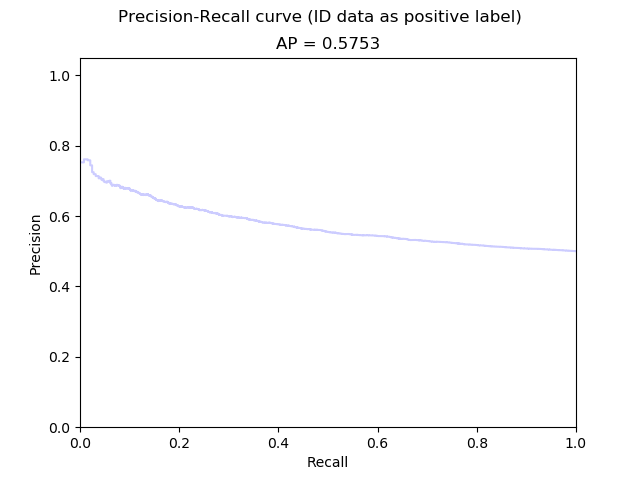 Precision-Recall curve (ID data as positive label)
AP = 0.5753
1.0
0.8
0.6
0.4
0.2
0.0
Precision
0.0 0.2 0.4 0.6 0.8 1.0
Recall